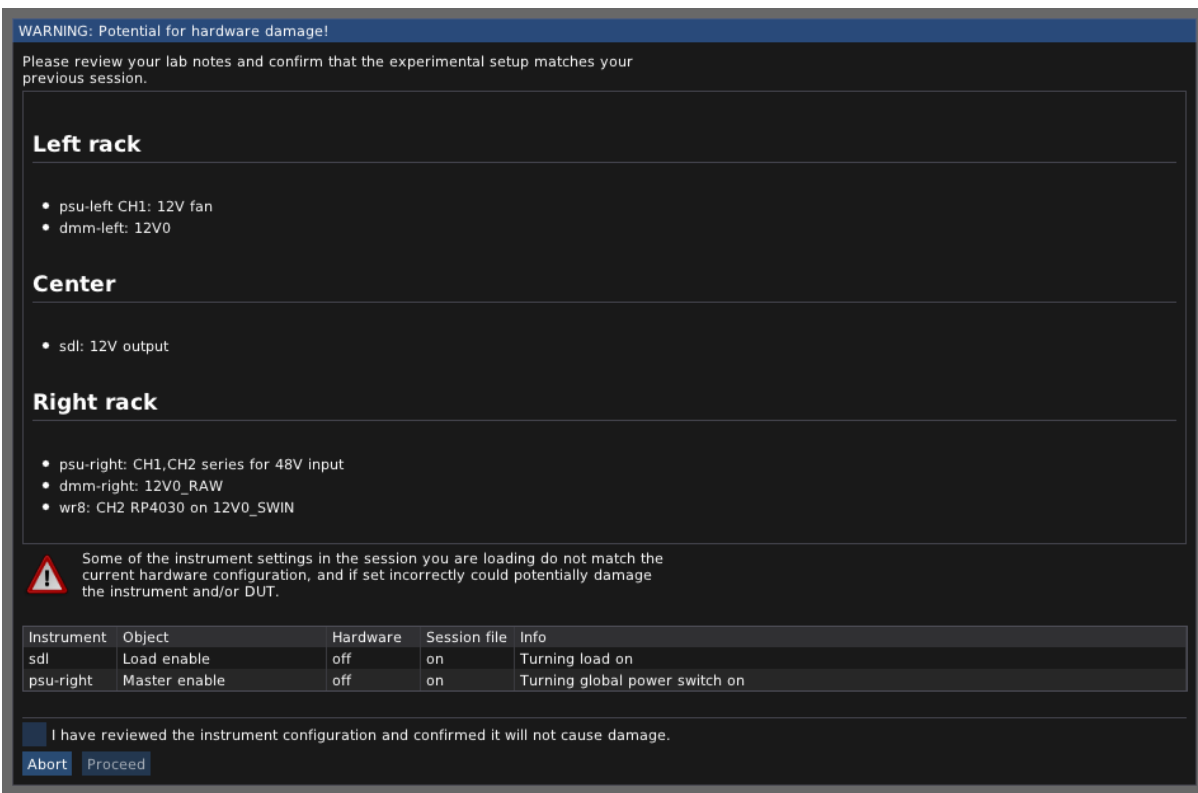 WARNING: Potential for hardware damage!
Please review your lab notes and confirm that the experimental setup matches your
previous session.
Left rack
• psu-left CH1: 12V fan
• dmm-left: 12V0
Center
• sdl: 12V output
Right rack
• psu-right: CH1,CH2 series for 48V input
• dmm-right: 12V0_RAW
• wr8: CH2 RP4030 on 12V0_SWIN
Some of the instrument settings in the session you are loading do not match the
current hardware configuration, and if set incorrectly could potentially damage
the instrument and/or DUT.
Instrument Object Hardware Session file Info
sdl Load enable off on Turning load on
psu-right Master enable off on Turning global power switch on
I have reviewed the instrument configuration and confirmed it will not cause damage.
Abort Proceed